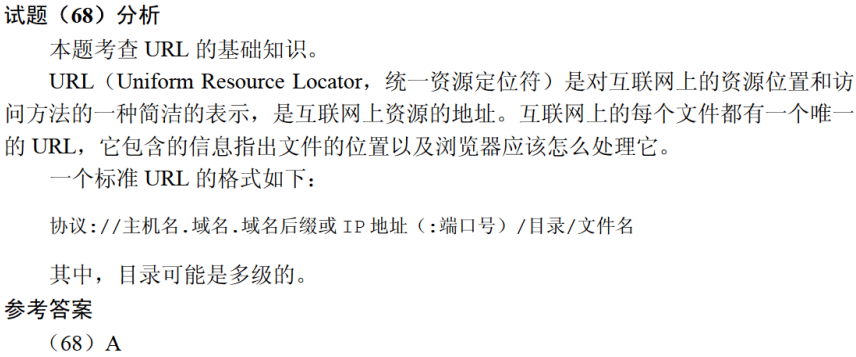 试题（68）分析
本题考查 URL 的基础知识。
URL（Uniform Resource Locator，统一资源定位符）是对互联网上的资源位置和访
问方法的一种简洁的表示，是互联网上资源的地址。互联网上的每个文件都有一个唯一
的 URL，它包含的信息指出文件的位置以及浏览器应该怎么处理它。
一个标准 URL 的格式如下：
协议://主机名.域名.域名后缀或 IP 地址（:端口号）/目录/文件名
其中，目录可能是多级的。
参考答案
（68）A